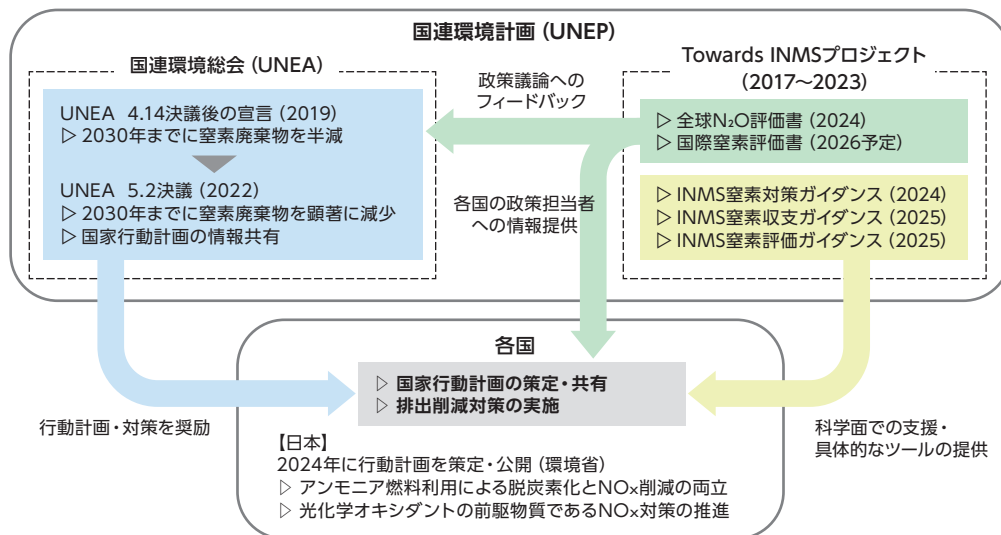 国連環境計画（UNEP）
国連環境総会（UNEA）
UNEA 4.14決議後の宣言（2019）
▷ 2030年までに窒素廃棄物を半減
UNEA 5.2決議（2022）
▷ 2030年までに窒素廃棄物を顕著に減少
▷ 国家行動計画の情報共有
政策議論への
フィードバック
各国の政策担当者
への情報提供
Towards INMSプロジェクト
（2017〜2023）
▷ 全球N₂O評価書（2024）
▷ 国際窒素評価書（2026予定）
▷ INMS窒素対策ガイダンス（2024）
▷ INMS窒素収支ガイダンス（2025）
▷ INMS窒素評価ガイダンス（2025）
各国
▷ 国家行動計画の策定・共有
▷ 排出削減対策の実施
行動計画・対策を奨励
科学面での支援・
具体的なツールの提供
【日本】
2024年に行動計画を策定・公開（環境省）
▷ アンモニア燃料利用による脱炭素化とNOx削減の両立
▷ 光化学オキシダントの前駆物質であるNOx対策の推進